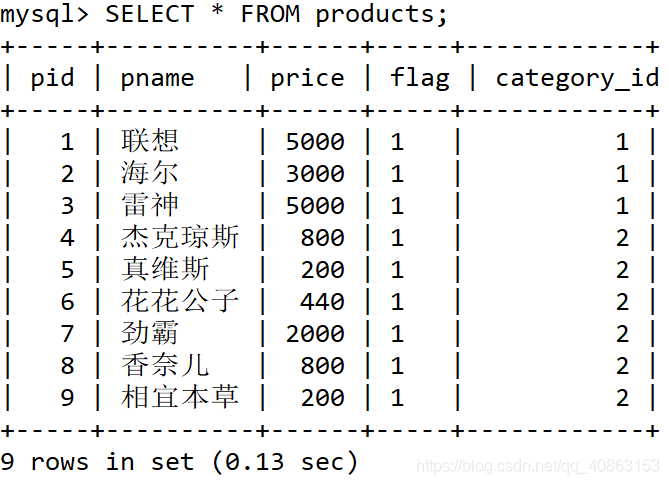 mysql> SELECT * FROM products;
+-----+----------+-------+------+-------------+
| pid | pname | price | flag | category_id
+-----+----------+-------+------+-------------+
| 1 | 联想 | 5000 | 1 | 1 |
| 2 | 海尔 | 3000 | 1 | 1 |
| 3 | 雷神 | 5000 | 1 | 1 |
| 4 | 杰克琼斯 | 800 | 1 | 2 |
| 5 | 真维斯 | 200 | 1 | 2 |
| 6 | 花花公子 | 440 | 1 | 2 |
| 7 | 劲霸 | 2000 | 1 | 2 |
| 8 | 香奈儿 | 800 | 1 | 2 |
| 9 | 相宜本草 | 200 | 1 | 2 |
+-----+----------+-------+------+-------------+
9 rows in set (0.13 sec)
https://blog.csdn.net/qq_40863153